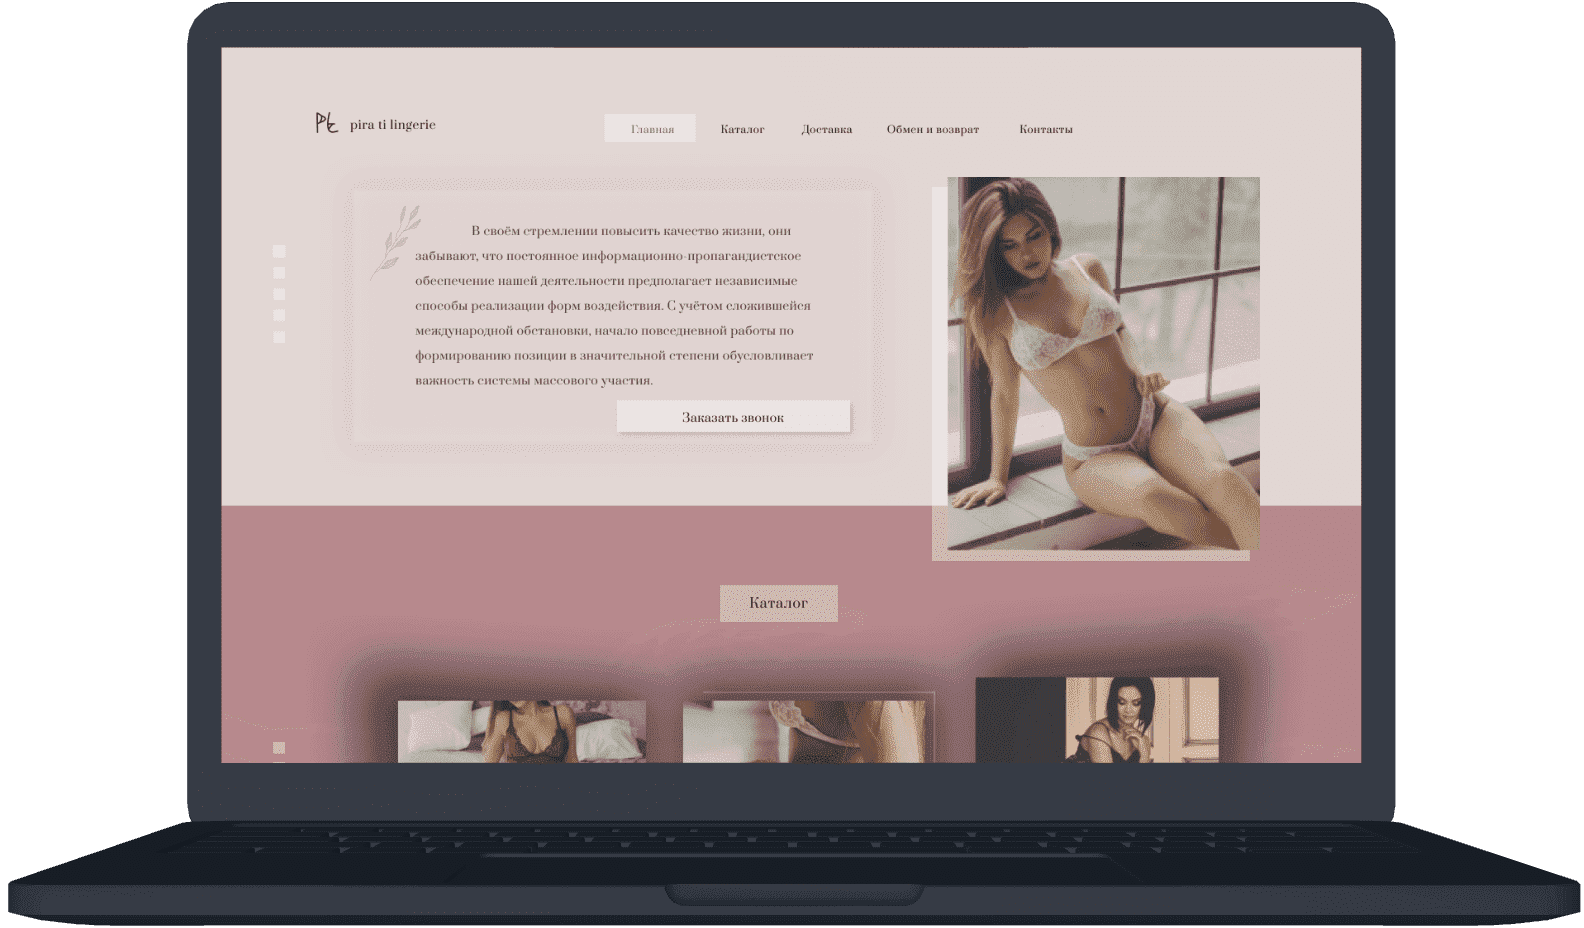 Pt pira ti lingerie
Главная Каталог Доставка Обмен и возврат Контакты
В своём стремлении повысить качество жизни, они
забывают, что постоянное информационно-пропагандистское
обеспечение нашей деятельности предполагает независимые
способы реализации форм воздействия. С учётом сложившейся
международной обстановки, начало повседневной работы по
формированию позиции в значительной степени обусловливает
важность системы массового участия.
Заказать звонок
Каталог